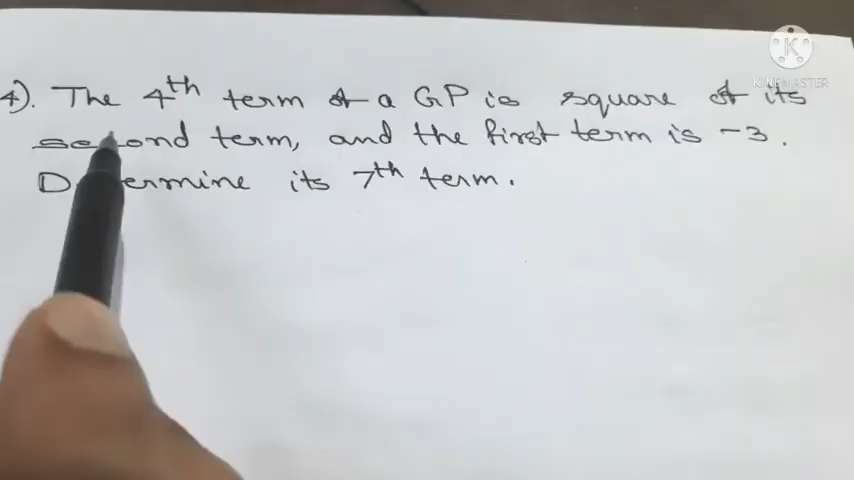 4). The 4th term of a GP is square of its
second term, and the first term is -3.
Determine its 7th term.
K
KINEMASTER